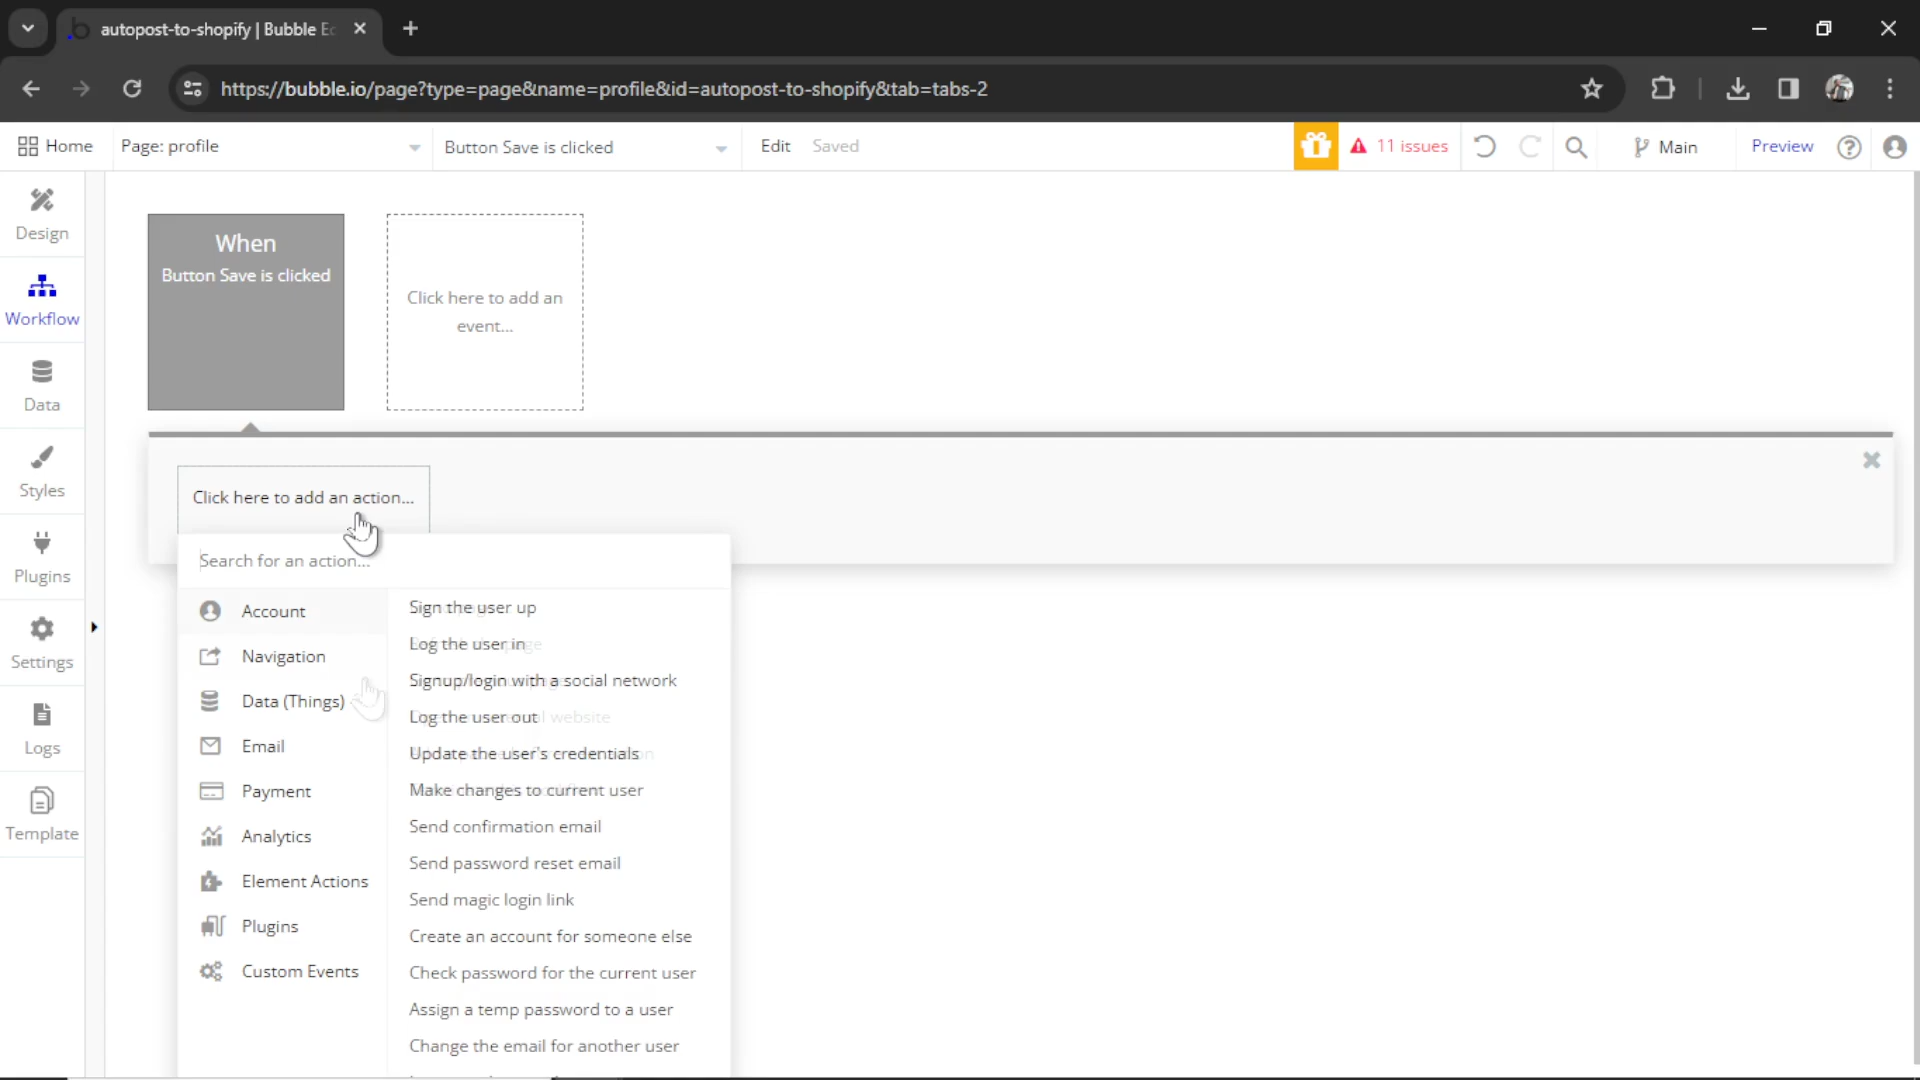 autopost-to-shopify | Bubble E
https://bubble.io/page?type=page&name=profile&id=autopost-to-shopify&tab=tabs-2
Home
Page: profile
Button Save is clicked
Edit
Saved
11 issues
Main
Preview
Design
Workflow
Data
Styles
Plugins
Settings
Logs
Template
When
Button Save is clicked
Click here to add an
event...
Click here to add an action...
Search for an action...
Account
Navigation
Data (Things)
Email
Payment
Analytics
Element Actions
Plugins
Custom Events
Sign the user up
Log the user in
Signup/login with a social network
Log the user out
Update the user's credentials
Make changes to current user
Send confirmation email
Send password reset email
Send magic login link
Create an account for someone else
Check password for the current user
Assign a temp password to a user
Change the email for another user